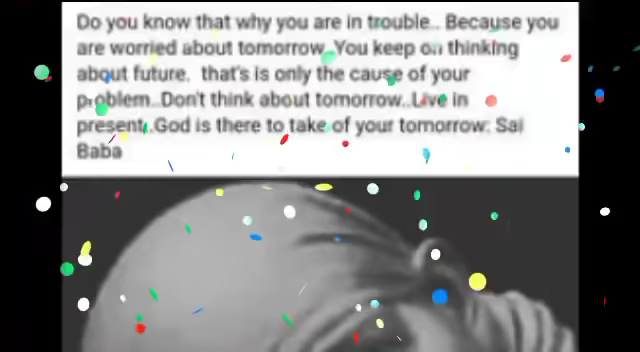 Do you know that why you are in trouble.. Because you
are worried about tomorrow You keep on thinking
about future. that's is only the cause of your
problem..Don't think about tomorrow..Live in
present..God is there to take of your tomorrow: Sai
Baba